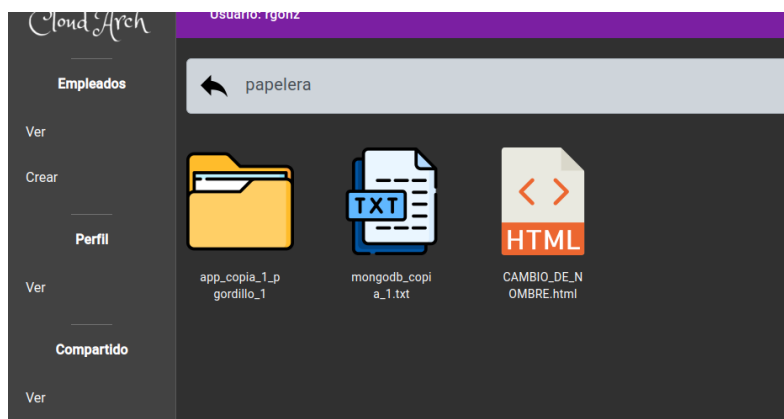 Cloud Arch
Usuario: rgonz
Empleados
Ver
Crear
Perfil
Ver
Compartido
Ver
papelera
TXT
HTML
app_copia_1_p
gordillo_1
mongodb_copi
a_1.txt
CAMBIO_DE_N
OMBRE.html